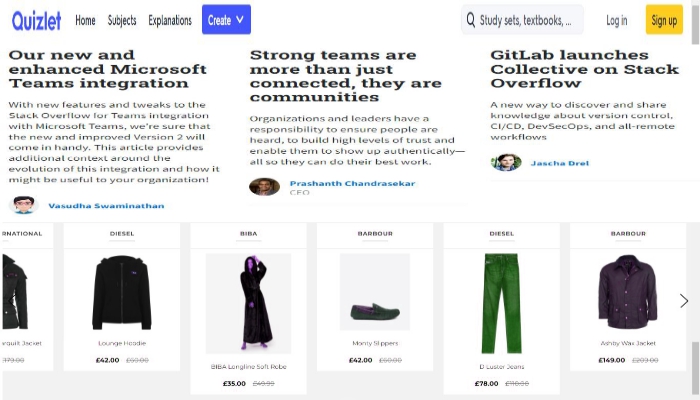 Quizlet
Home Subjects Explanations Create
Study sets, textbooks, ...
Log in
Sign up
Our new and
enhanced Microsoft
Teams integration
With new features and tweaks to the
Stack Overflow for Teams integration
with Microsoft Teams, we're sure that
the new and improved Version 2 will
come in handy. This article provides
additional context around the
evolution of this integration and how it
might be useful to your organization!
Vasudha Swaminathan
Strong teams are
more than just
connected, they are
communities
Organizations and leaders have a
responsibility to ensure people are
heard, to build high levels of trust and
enable them to show up authentically—
all so they can do their best work.
Prashanth Chandrasekar
CEO
GitLab launches
Collective on Stack
Overflow
A new way to discover and share
knowledge about version control,
CI/CD, DevSecOps, and all-remote
workflows
Jascha Drel
RNATIONAL
arquilt Jacket
£179.00
DIESEL
Lounge Hoodie
£42.00 £60.00
BIBA
BIBA Longline Soft Robe
£35.00 £49.99
BARBOUR
Monty Slippers
£42.00 £60.00
DIESEL
D Luster Jeans
£78.00 £110.00
BARBOUR
Ashby Wax Jacket
£149.00 £209.00